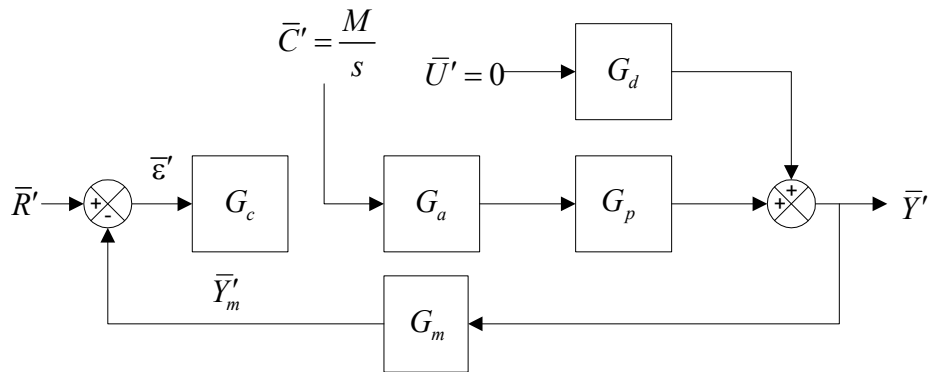 C̅′ = M/s
U̅′ = 0
G_d
+
ε̅′
R̅′
+
-
G_c
G_a
G_p
+
Y̅′
Y̅′_m
G_m